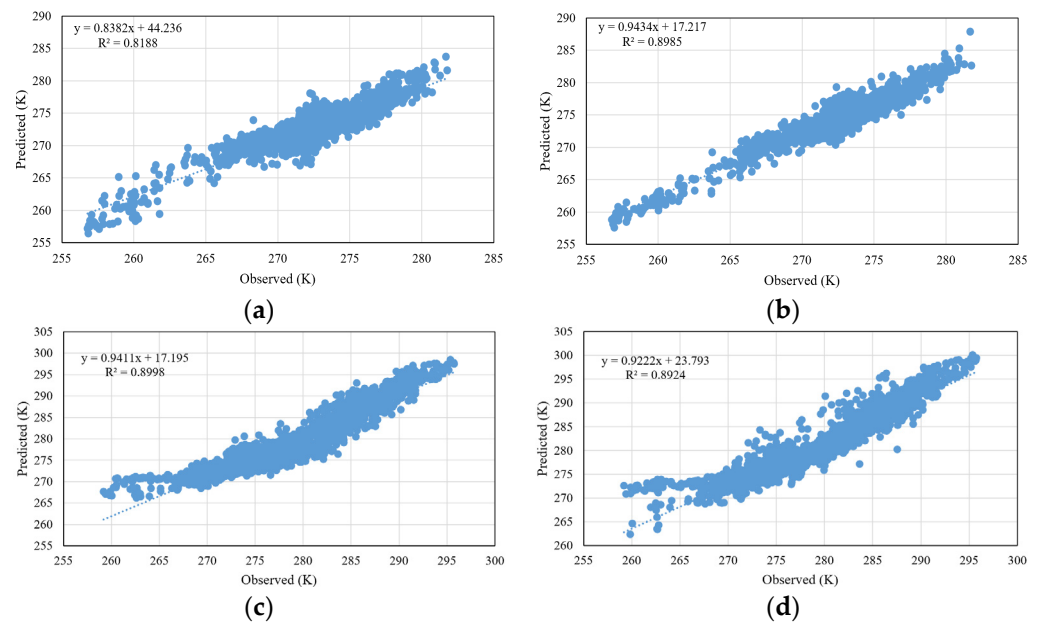 y = 0.8382x + 44.236
R² = 0.8188
290
285
280
275
270
265
260
255
Predicted (K)
255 260 265 270 275 280 285
Observed (K)
(a)
y = 0.9434x + 17.217
R² = 0.8985
290
285
280
275
270
265
260
255
Predicted (K)
255 260 265 270 275 280 285
Observed (K)
(b)
y = 0.9411x + 17.195
R² = 0.8998
305
300
295
290
285
280
275
270
265
260
255
Predicted (K)
255 260 265 270 275 280 285 290 295 300
Observed (K)
(c)
y = 0.9222x + 23.793
R² = 0.8924
305
300
295
290
285
280
275
270
265
260
Predicted (K)
255 260 265 270 275 280 285 290 295 300
Observed (K)
(d)